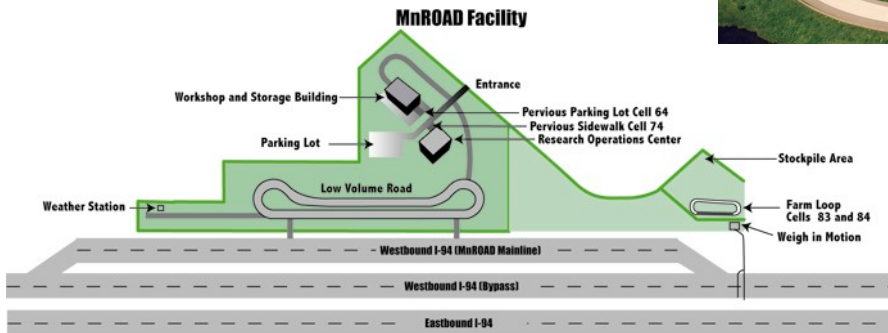 MnROAD Facility
Entrance
Workshop and Storage Building
Pervious Parking Lot Cell 64
Pervious Sidewalk Cell 74
Research Operations Center
Parking Lot
Stockpile Area
Low Volume Road
Weather Station
Farm Loop
Cells 83 and 84
Weigh in Motion
Westbound I-94 (MnROAD Mainline)
Westbound I-94 (Bypass)
Eastbound I-94